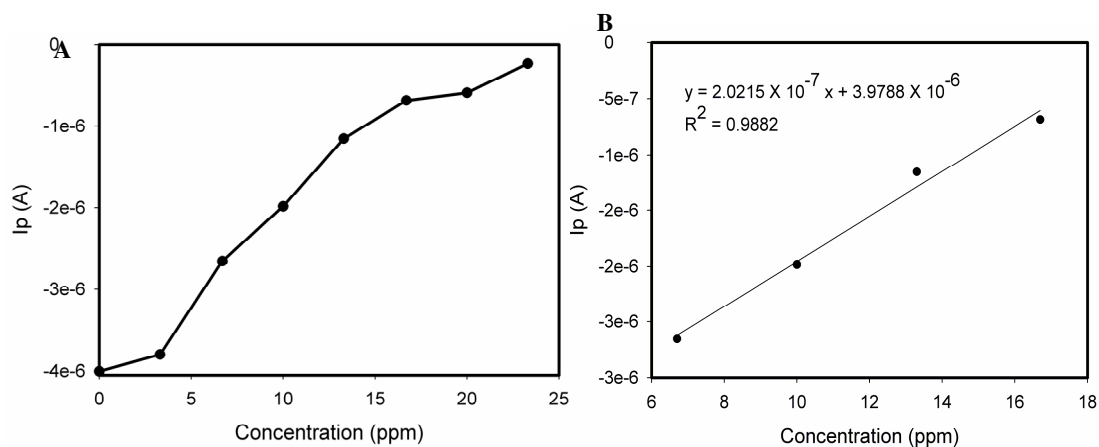 A
0
-1e-6
-2e-6
-3e-6
-4e-6
Ip (A)
0 5 10 15 20 25
Concentration (ppm)
B
y = 2.0215 X 10^-7 x + 3.9788 X 10^-6
R^2 = 0.9882
0
-5e-7
-1e-6
-2e-6
-2e-6
-3e-6
-3e-6
Ip (A)
6 8 10 12 14 16 18
Concentration (ppm)